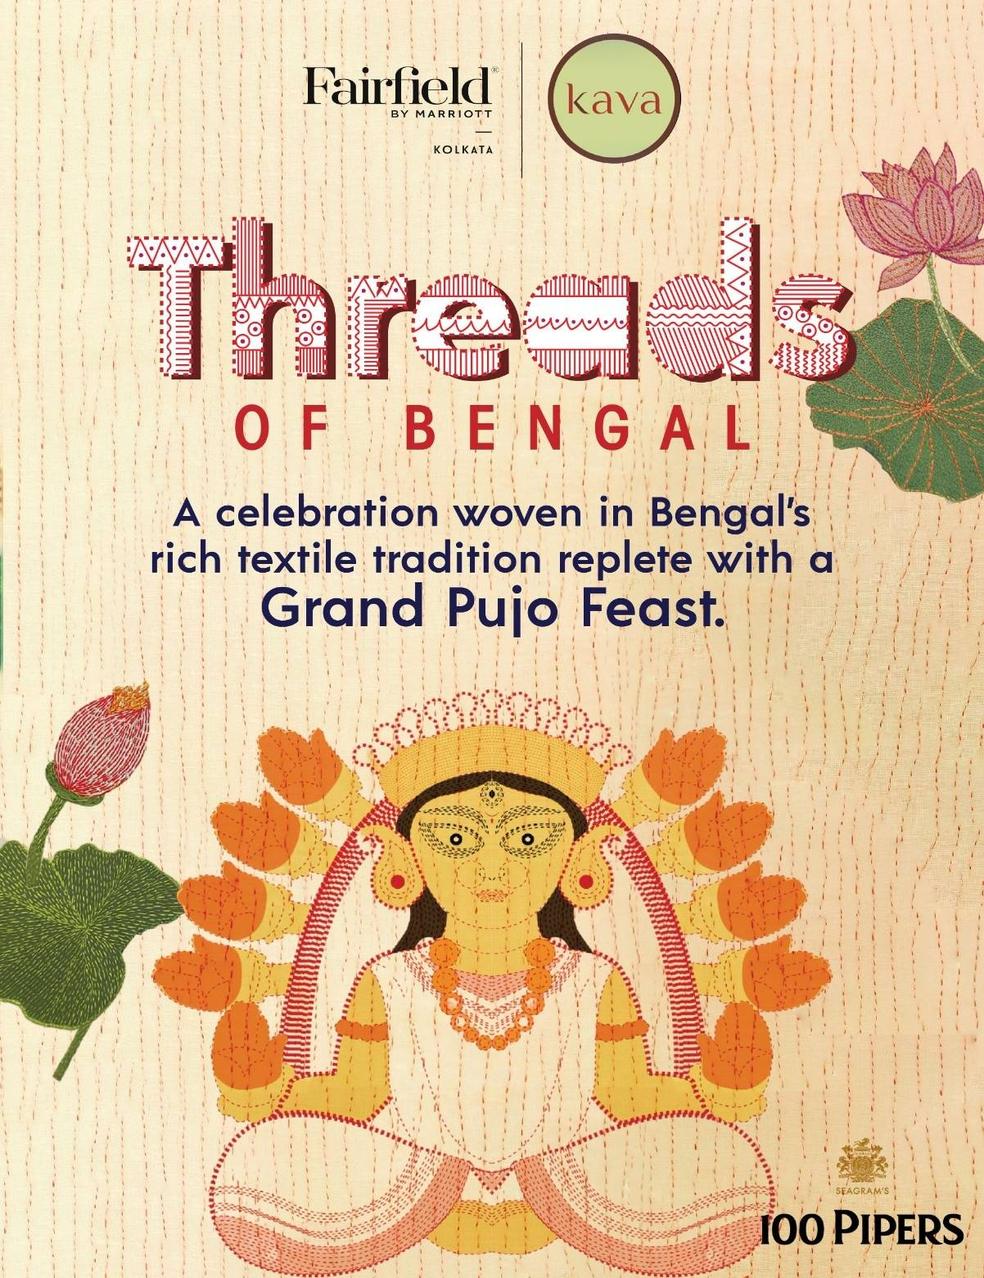 Fairfield®
BY MARRIOTT
KOLKATA
kava
Threads
OF BENGAL
A celebration woven in Bengal's
rich textile tradition replete with a
Grand Pujo Feast.
SEAGRAM'S
100 PIPERS